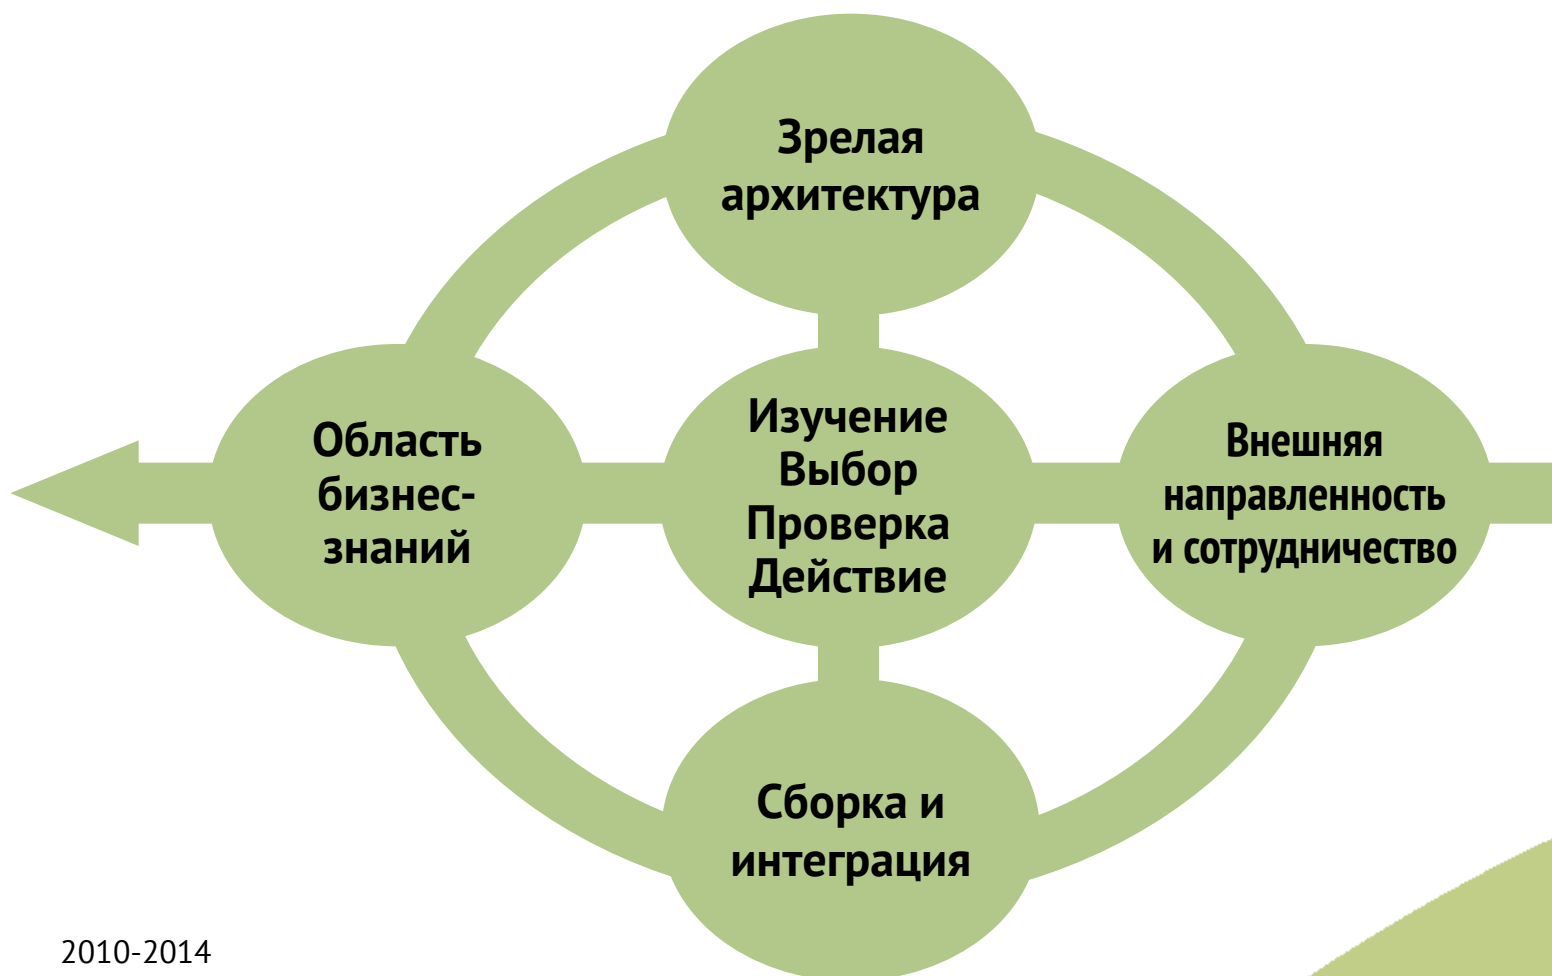 Зрелая
архитектура
Область
бизнес-
знаний
Изучение
Выбор
Проверка
Действие
Внешняя
направленность
и сотрудничество
Сборка и
интеграция
2010-2014